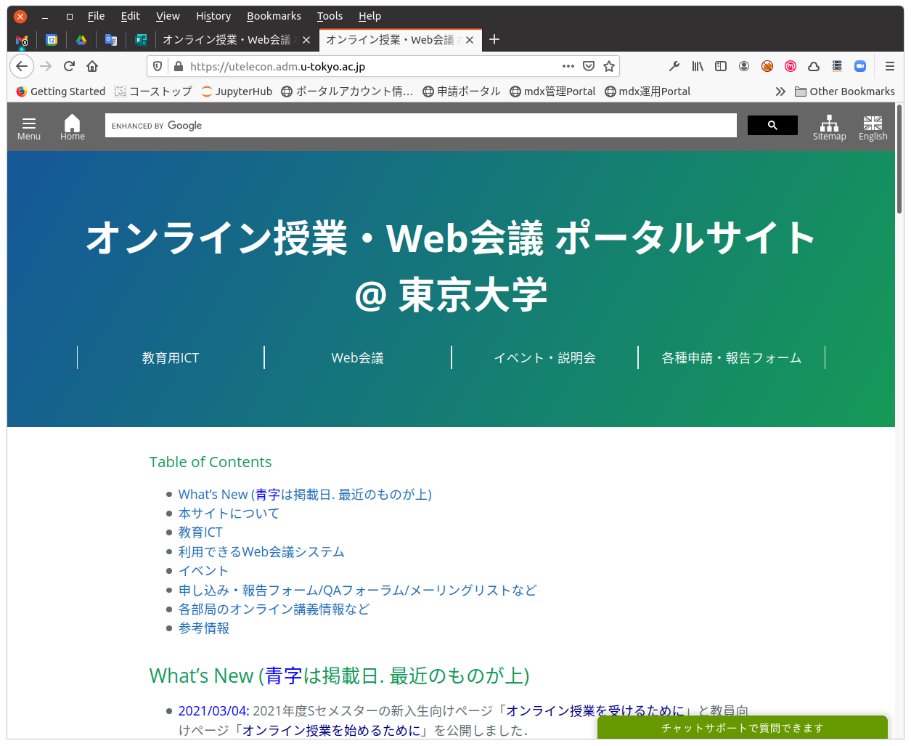 File Edit View History Bookmarks Tools Help
オンライン授業・Web会議 オンライン授業・Web会議
https://utelecon.adm.u-tokyo.ac.jp
Getting Started コーストップ JupyterHub ポータルアカウント情… 申請ポータル mdx管理Portal mdx運用Portal Other Bookmarks
Menu Home ENHANCED BY Google Sitemap English
オンライン授業・Web会議 ポータルサイト
@ 東京大学
教育用ICT Web会議 イベント・説明会 各種申請・報告フォーム
Table of Contents
What's New (青字は掲載日. 最近のものが上)
本サイトについて
教育ICT
利用できるWeb会議システム
イベント
申し込み・報告フォーム/QAフォーラム/メーリングリストなど
各部局のオンライン講義情報など
参考情報
What's New (青字は掲載日. 最近のものが上)
2021/03/04: 2021年度Sセメスターの新入生向けページ「オンライン授業を受けるために」と教員向
けページ「オンライン授業を始めるために」を公開しました.
チャットサポートで質問できます